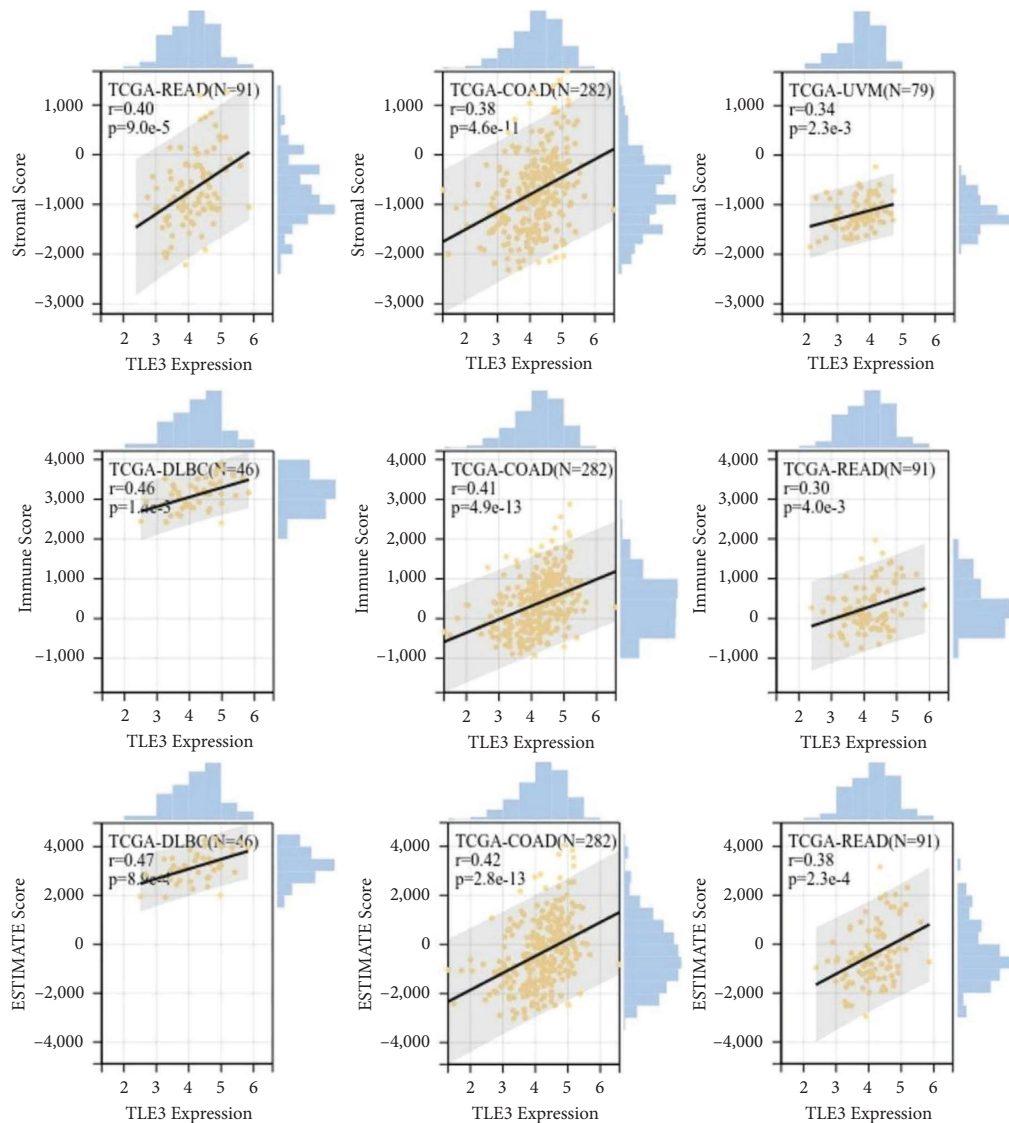 TCGA-READ(N=91)
r=0.40
p=9.0e-5
1,000
0
−1,000
−2,000
−3,000
Stromal Score
2 3 4 5 6
TLE3 Expression
TCGA-COAD(N=282)
r=0.38
p=4.6e-11
1,000
0
−1,000
−2,000
−3,000
Stromal Score
2 3 4 5 6
TLE3 Expression
TCGA-UVM(N=79)
r=0.34
p=2.3e-3
1,000
0
−1,000
−2,000
−3,000
Stromal Score
2 3 4 5 6
TLE3 Expression
TCGA-DLBC(N=46)
r=0.46
4,000
3,000
2,000
1,000
0
−1,000
Immune Score
2 3 4 5 6
TLE3 Expression
TCGA-COAD(N=282)
r=0.41
p=4.9e-13
4,000
3,000
2,000
1,000
0
−1,000
Immune Score
2 3 4 5 6
TLE3 Expression
TCGA-READ(N=91)
r=0.30
p=4.0e-3
4,000
3,000
2,000
1,000
0
−1,000
Immune Score
2 3 4 5 6
TLE3 Expression
TCGA-DLBC(N=46)
r=0.47
4,000
2,000
0
−2,000
−4,000
ESTIMATE Score
2 3 4 5 6
TLE3 Expression
TCGA-COAD(N=282)
r=0.42
p=2.8e-13
4,000
2,000
0
−2,000
−4,000
ESTIMATE Score
2 3 4 5 6
TLE3 Expression
TCGA-READ(N=91)
r=0.38
p=2.3e-4
4,000
2,000
0
−2,000
−4,000
ESTIMATE Score
2 3 4 5 6
TLE3 Expression